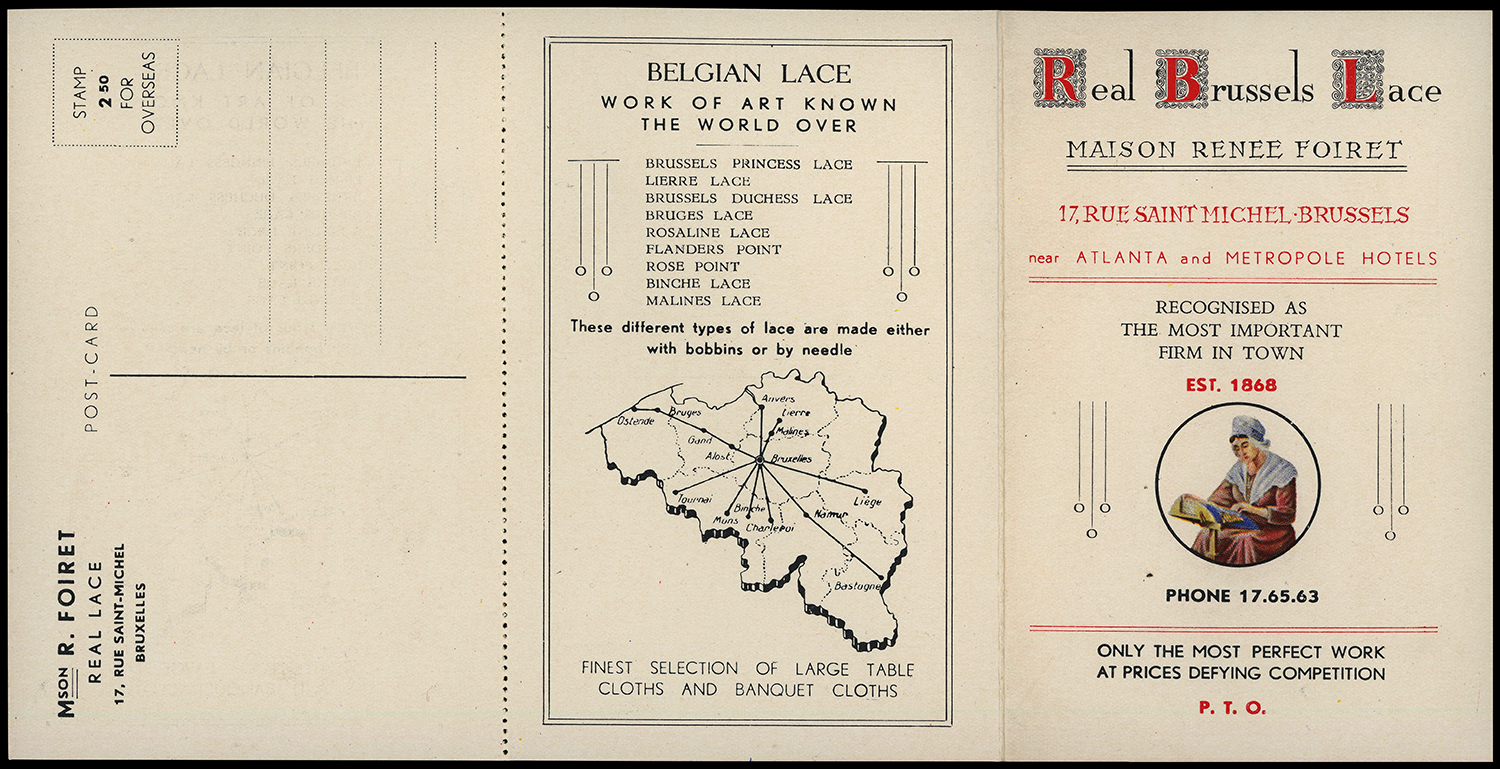 STAMP
2 50
FOR
OVERSEAS
POST-CARD
MSON R. FOIRET
REAL LACE
17, RUE SAINT-MICHEL
BRUXELLES
BELGIAN LACE
WORK OF ART KNOWN
THE WORLD OVER
BRUSSELS PRINCESS LACE
LIERRE LACE
BRUSSELS DUCHESS LACE
BRUGES LACE
ROSALINE LACE
FLANDERS POINT
ROSE POINT
BINCHE LACE
MALINES LACE
These different types of lace are made either
with bobbins or by needle
Anvers
Lierre
Bruges
Ostende
Malines
Gand
Alost
Bruxelles
Tournai
Liège
Binche
Mons
Namur
Charleroi
Bastogne
FINEST SELECTION OF LARGE TABLE
CLOTHS AND BANQUET CLOTHS
Real Brussels Lace
MAISON RENEE FOIRET
17, RUE SAINT MICHEL·BRUSSELS
near ATLANTA and METROPOLE HOTELS
RECOGNISED AS
THE MOST IMPORTANT
FIRM IN TOWN
EST. 1868
PHONE 17.65.63
ONLY THE MOST PERFECT WORK
AT PRICES DEFYING COMPETITION
P. T. O.